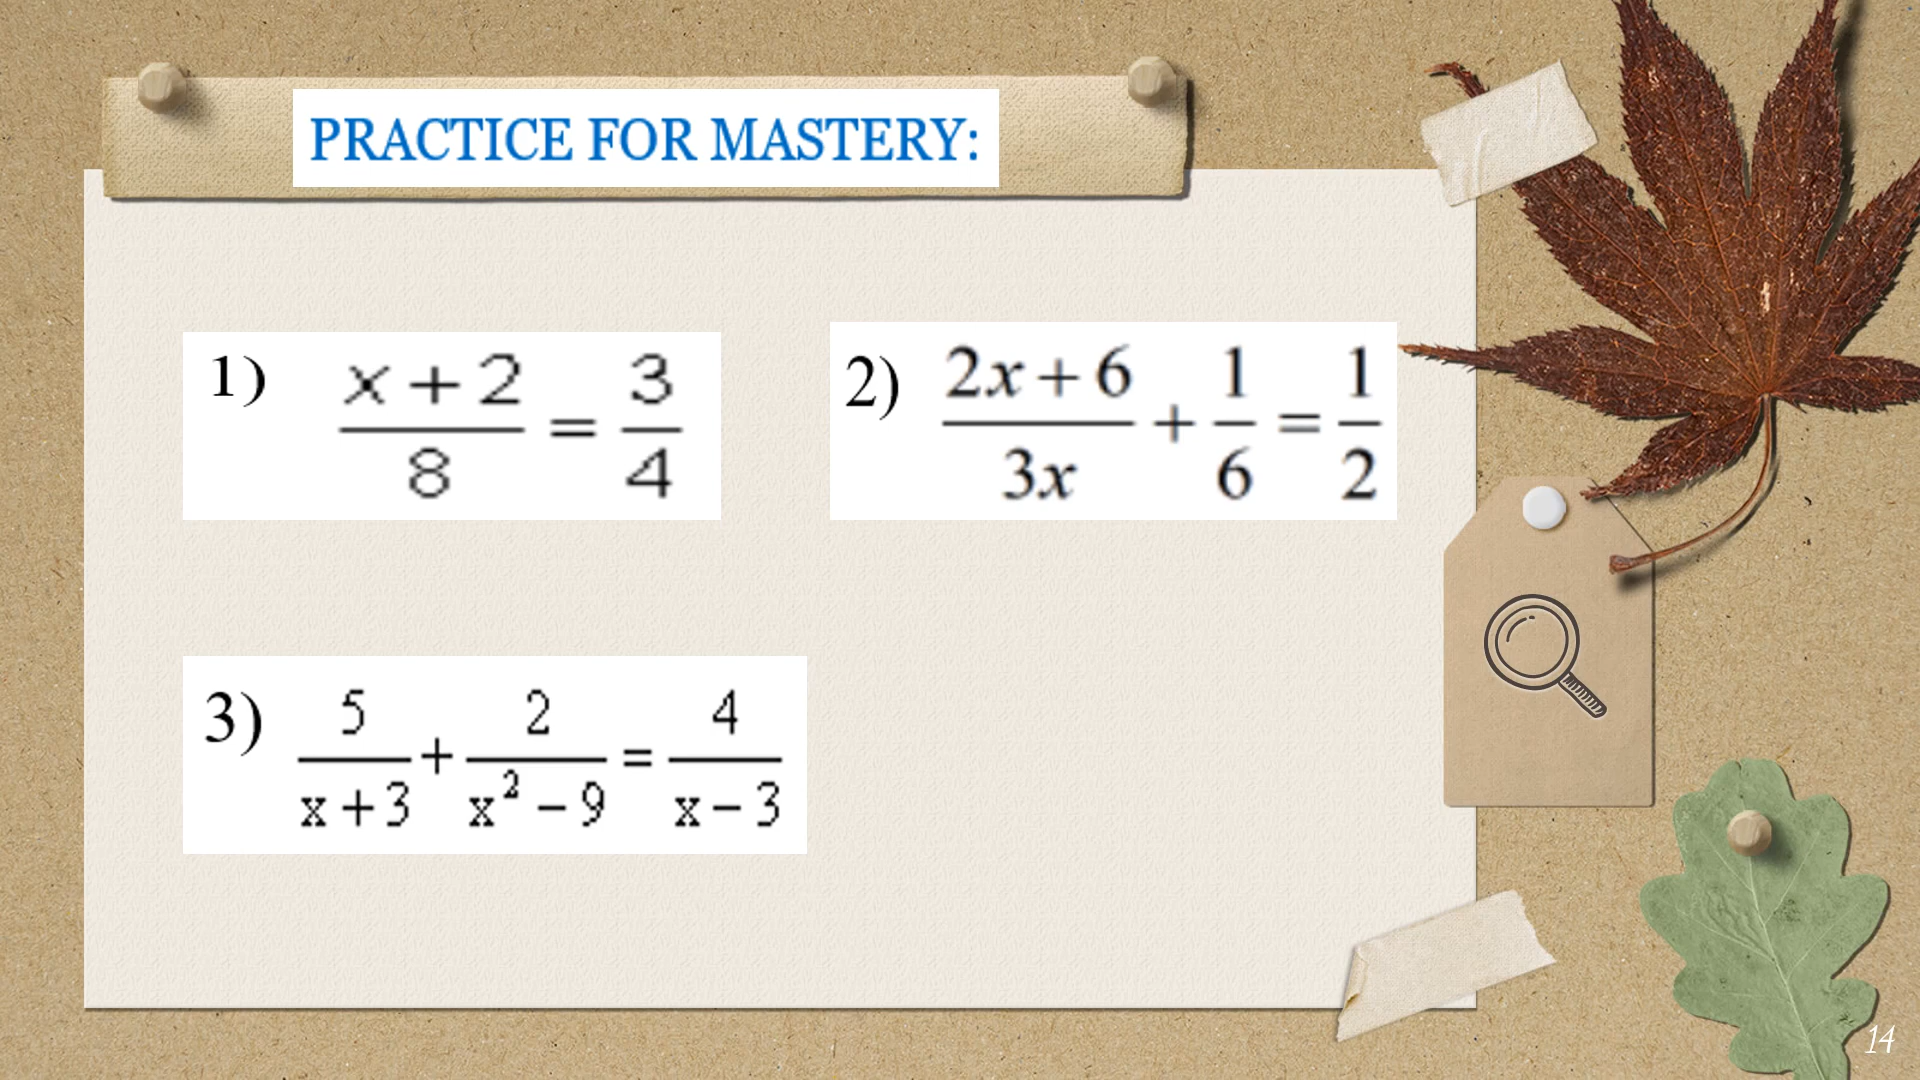 PRACTICE FOR MASTERY:
1) (x + 2)/8 = 3/4
2) (2x + 6)/(3x) + 1/6 = 1/2
3) 5/(x + 3) + 2/(x² − 9) = 4/(x − 3)
14